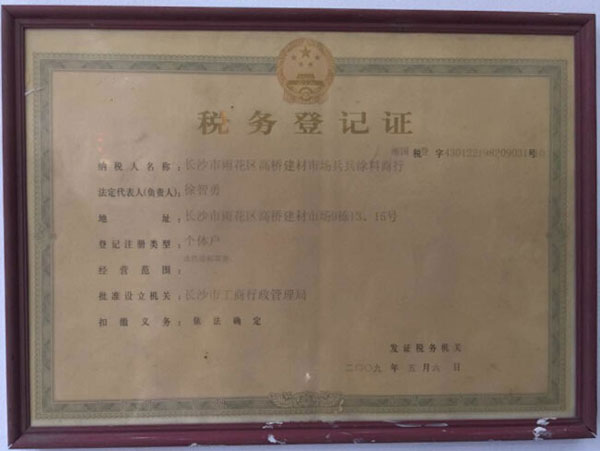 税务登记证
湘国 税 字430122198209031号
纳税人名称：长沙市雨花区高桥建材市场兵兵涂料商行
法定代表人(负责人)：徐智勇
地址：长沙市雨花区高桥建材市场9栋13、15号
登记注册类型：个体户
经营范围：
批准设立机关：长沙市工商行政管理局
扣缴义务：依法确定
发证税务机关
二〇〇九年五月六日